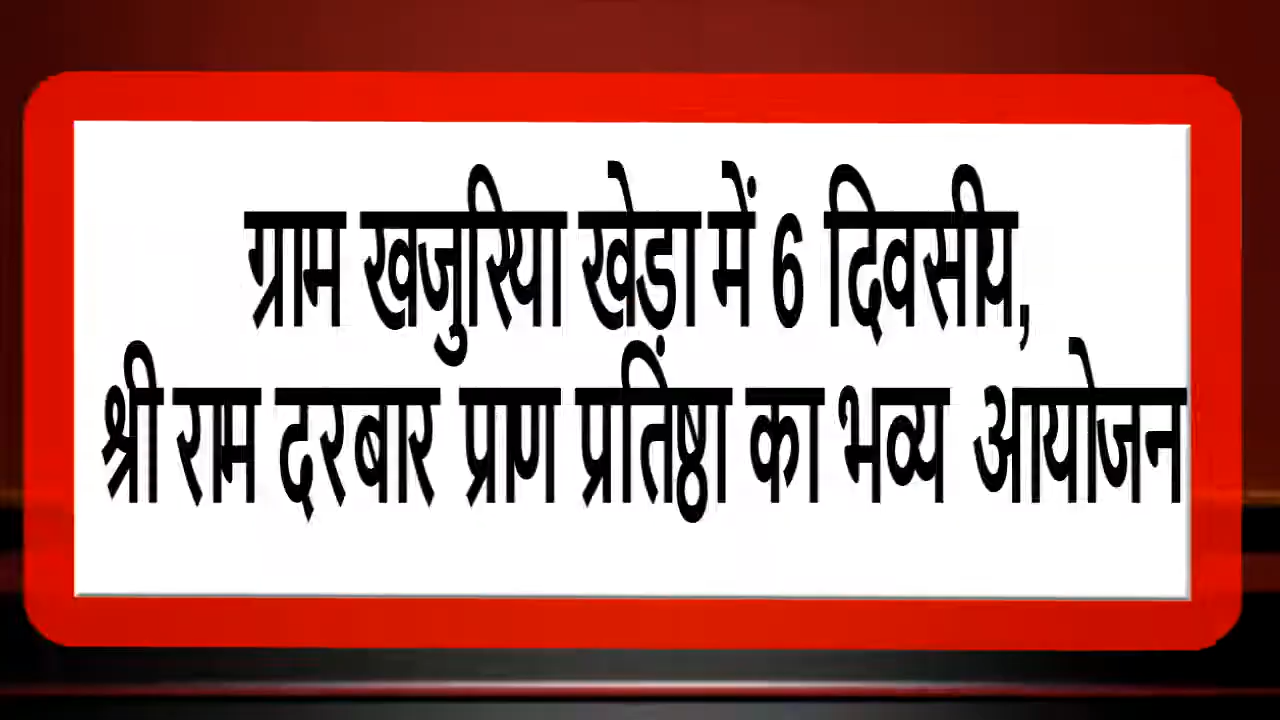 ग्राम खजुरिया खेड़ा में 6 दिवसीय,
श्री राम दरबार प्राण प्रतिंष्ठा का भव्य आयोजन